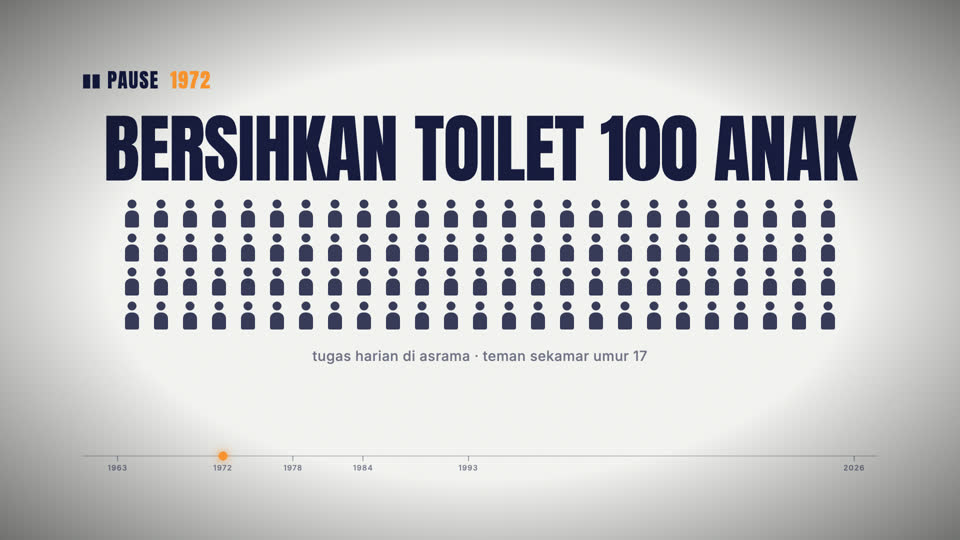 PAUSE 1972
BERSIHKAN TOILET 100 ANAK
tugas harian di asrama · teman sekamar umur 17
1963 1972 1978 1984 1993 2026